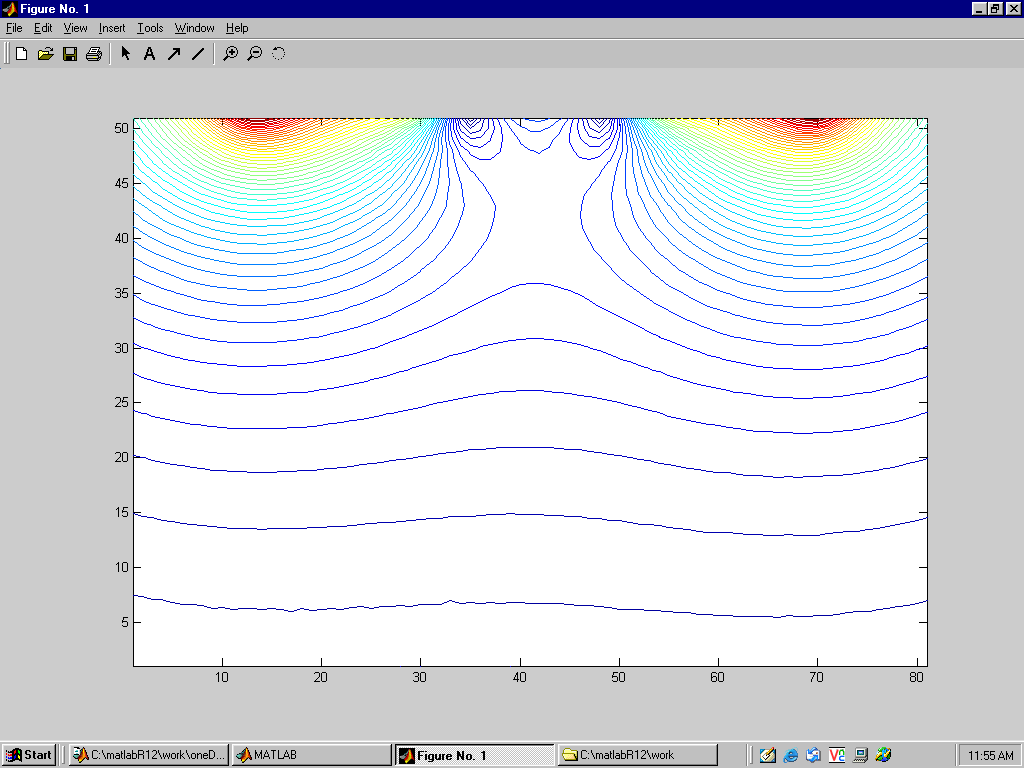 Figure No. 1
File Edit View Insert Tools Window Help
A
50
45
40
35
30
25
20
15
10
5
10 20 30 40 50 60 70 80
Start C:\matlabR12\work\oneD... MATLAB Figure No. 1 C:\matlabR12\work 11:55 AM